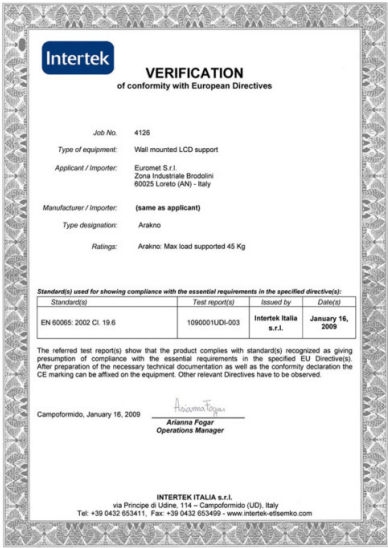 Intertek
VERIFICATION
of conformity with European Directives
Job No. 4126
Type of equipment: Wall mounted LCD support
Applicant / Importer: Euromet S.r.l.
Zona Industriale Brodolini
60025 Loreto (AN) - Italy
Manufacturer / Importer: (same as applicant)
Type designation: Arakno
Ratings: Arakno: Max load supported 45 Kg
Standard(s) used for showing compliance with the essential requirements in the specified directive(s):
Standard(s) Test report(s) Issued by Date(s)
EN 60065: 2002 Cl. 19.6 1090001UDI-003 Intertek Italia January 16,
s.r.l. 2009
The referred test report(s) show that the product complies with standard(s) recognized as giving
presumption of compliance with the essential requirements in the specified EU Directive(s).
After preparation of the necessary technical documentation as well as the conformity declaration the
CE marking can be affixed on the equipment. Other relevant Directives have to be observed.
Campoformido, January 16, 2009
Arianna Fogar
Arianna Fogar
Operations Manager
INTERTEK ITALIA s.r.l.
via Principe di Udine, 114 – Campoformido (UD), Italy
Tel: +39 0432 653411, Fax: +39 0432 653499 - www.intertek-etlsemko.com